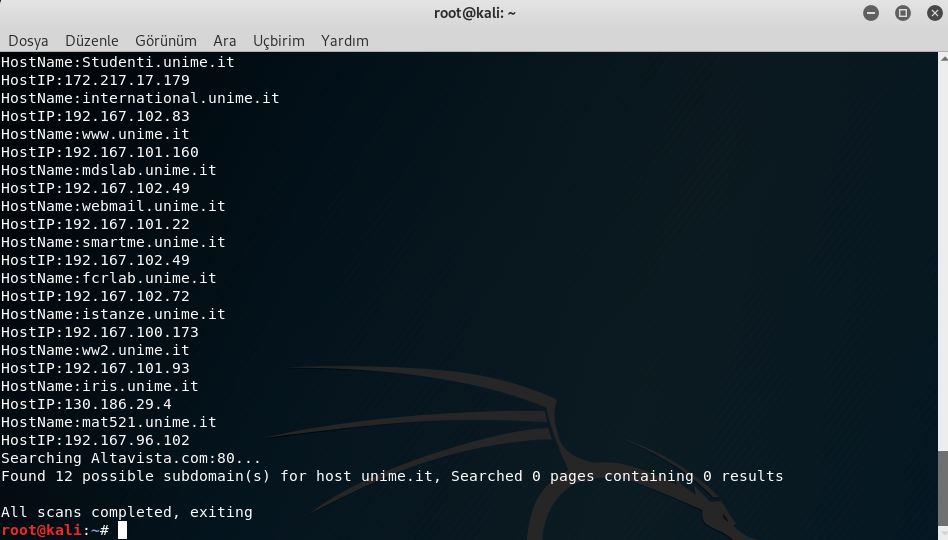 root@kali: ~
Dosya Düzenle Görünüm Ara Uçbirim Yardım
HostName:Studenti.unime.it
HostIP:172.217.17.179
HostName:international.unime.it
HostIP:192.167.102.83
HostName:www.unime.it
HostIP:192.167.101.160
HostName:mdslab.unime.it
HostIP:192.167.102.49
HostName:webmail.unime.it
HostIP:192.167.101.22
HostName:smartme.unime.it
HostIP:192.167.102.49
HostName:fcrlab.unime.it
HostIP:192.167.102.72
HostName:istanze.unime.it
HostIP:192.167.100.173
HostName:ww2.unime.it
HostIP:192.167.101.93
HostName:iris.unime.it
HostIP:130.186.29.4
HostName:mat521.unime.it
HostIP:192.167.96.102
Searching Altavista.com:80...
Found 12 possible subdomain(s) for host unime.it, Searched 0 pages containing 0 results
All scans completed, exiting
root@kali:~#